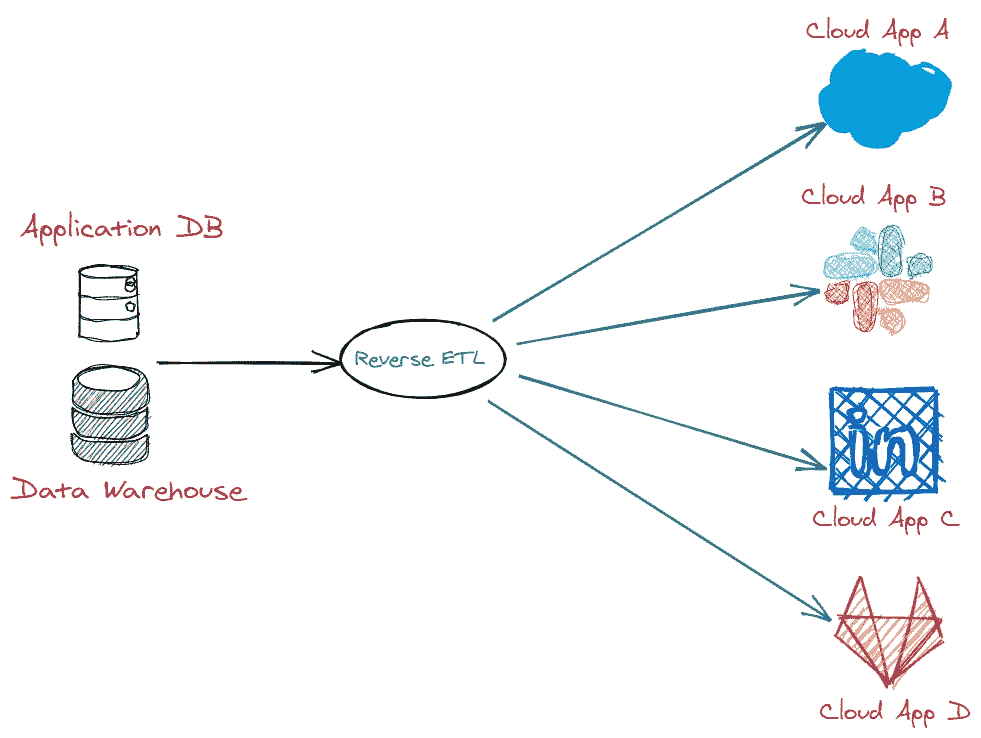 Cloud App A
Cloud App B
Application DB
Reverse ETL
in
Data Warehouse
Cloud App C
Cloud App D